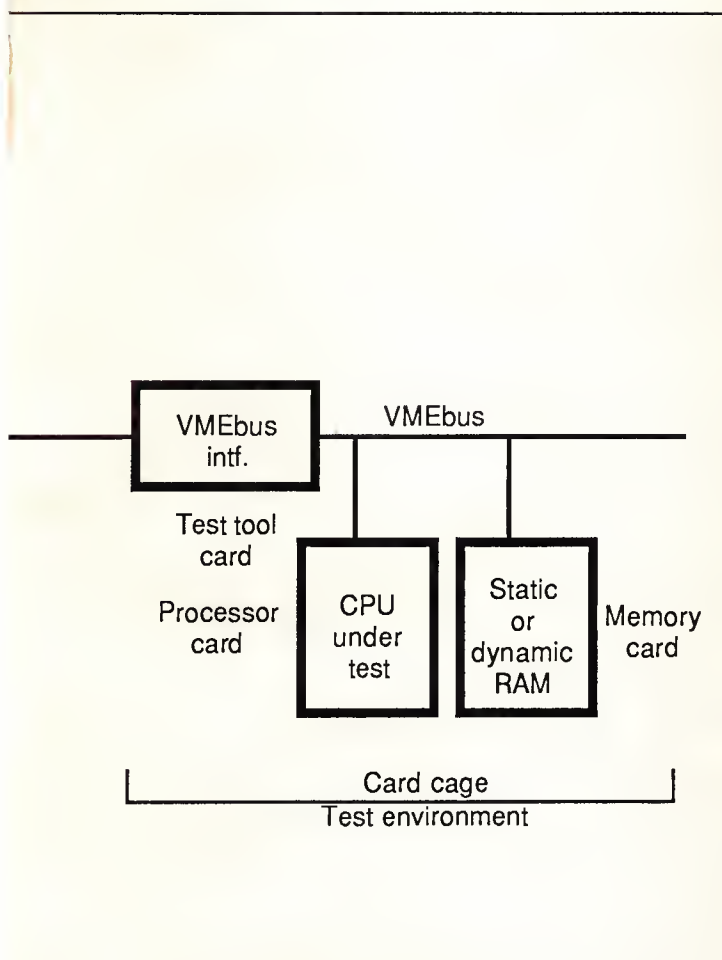 VMEbus
intf.
VMEbus
Test tool
card
Processor
card
CPU
under
test
Static
or
dynamic
RAM
Memory
card
Card cage
Test environment